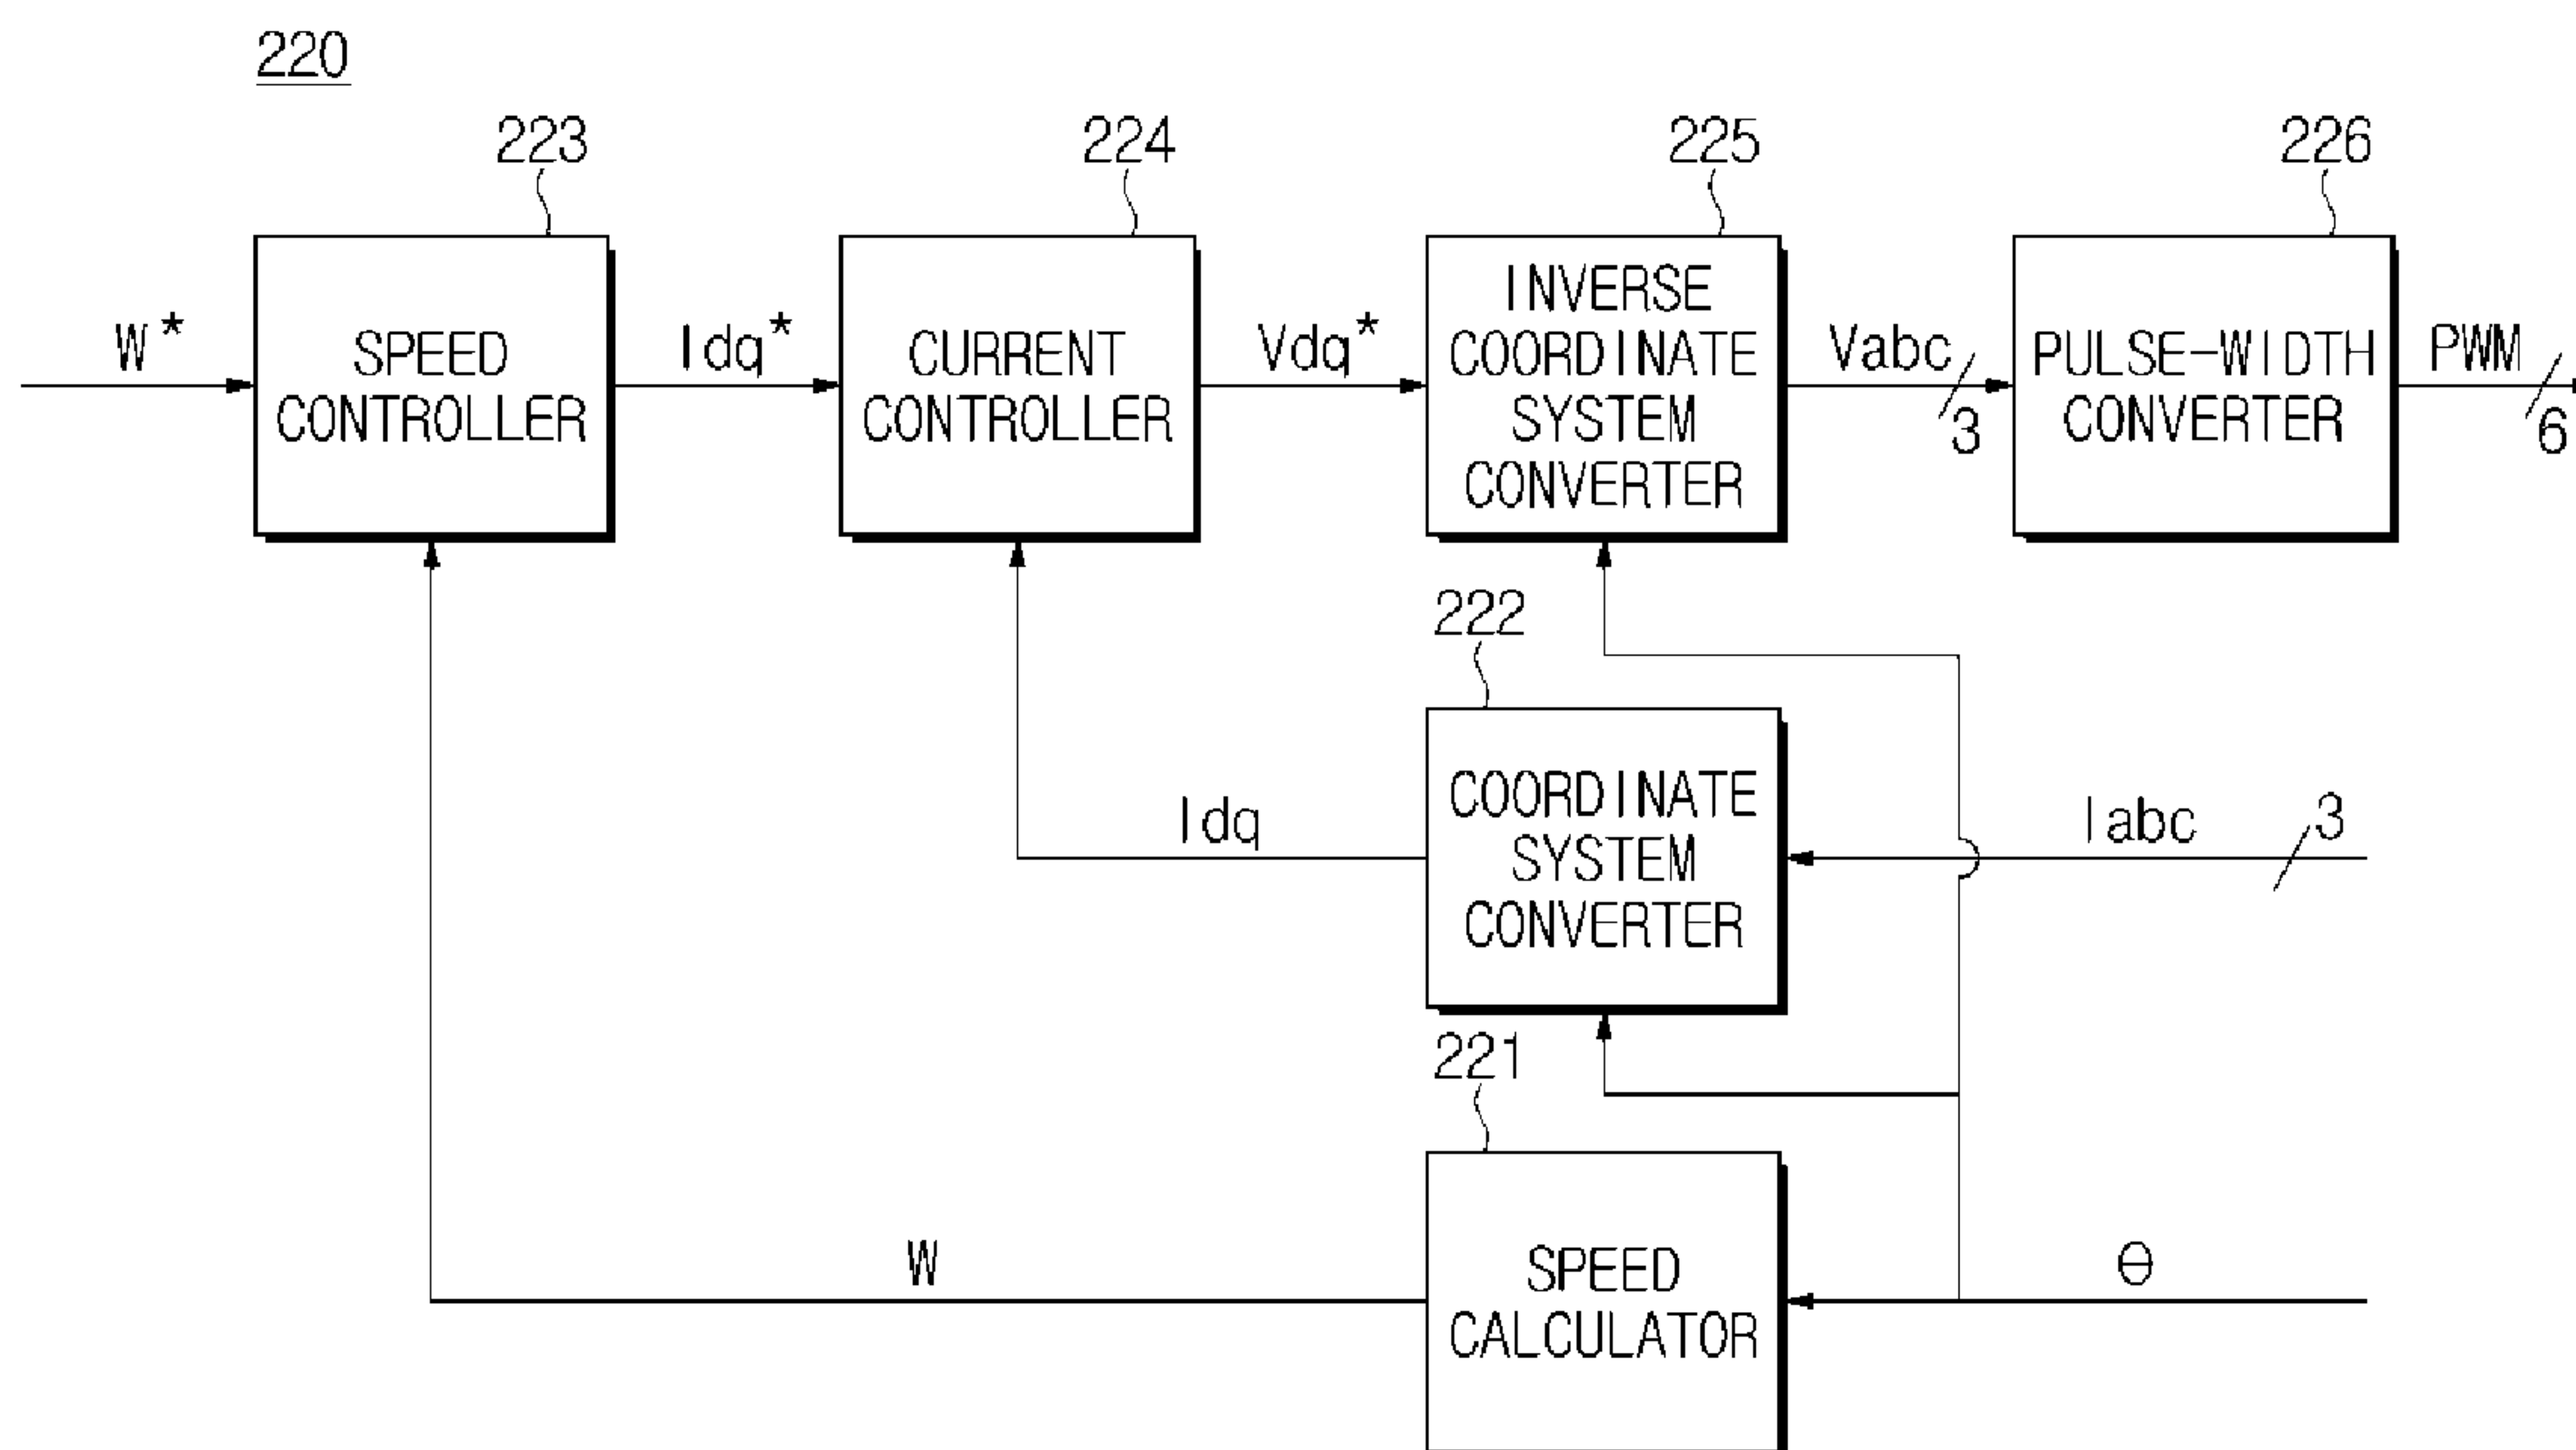 220
223
224
225
226
W*
SPEED
CONTROLLER
Idq*
CURRENT
CONTROLLER
Vdq*
INVERSE
COORDINATE
SYSTEM
CONVERTER
Vabc
3
PULSE-WIDTH
CONVERTER
PWM
6
222
Idq
COORDINATE
SYSTEM
CONVERTER
Iabc
3
221
W
SPEED
CALCULATOR
θ